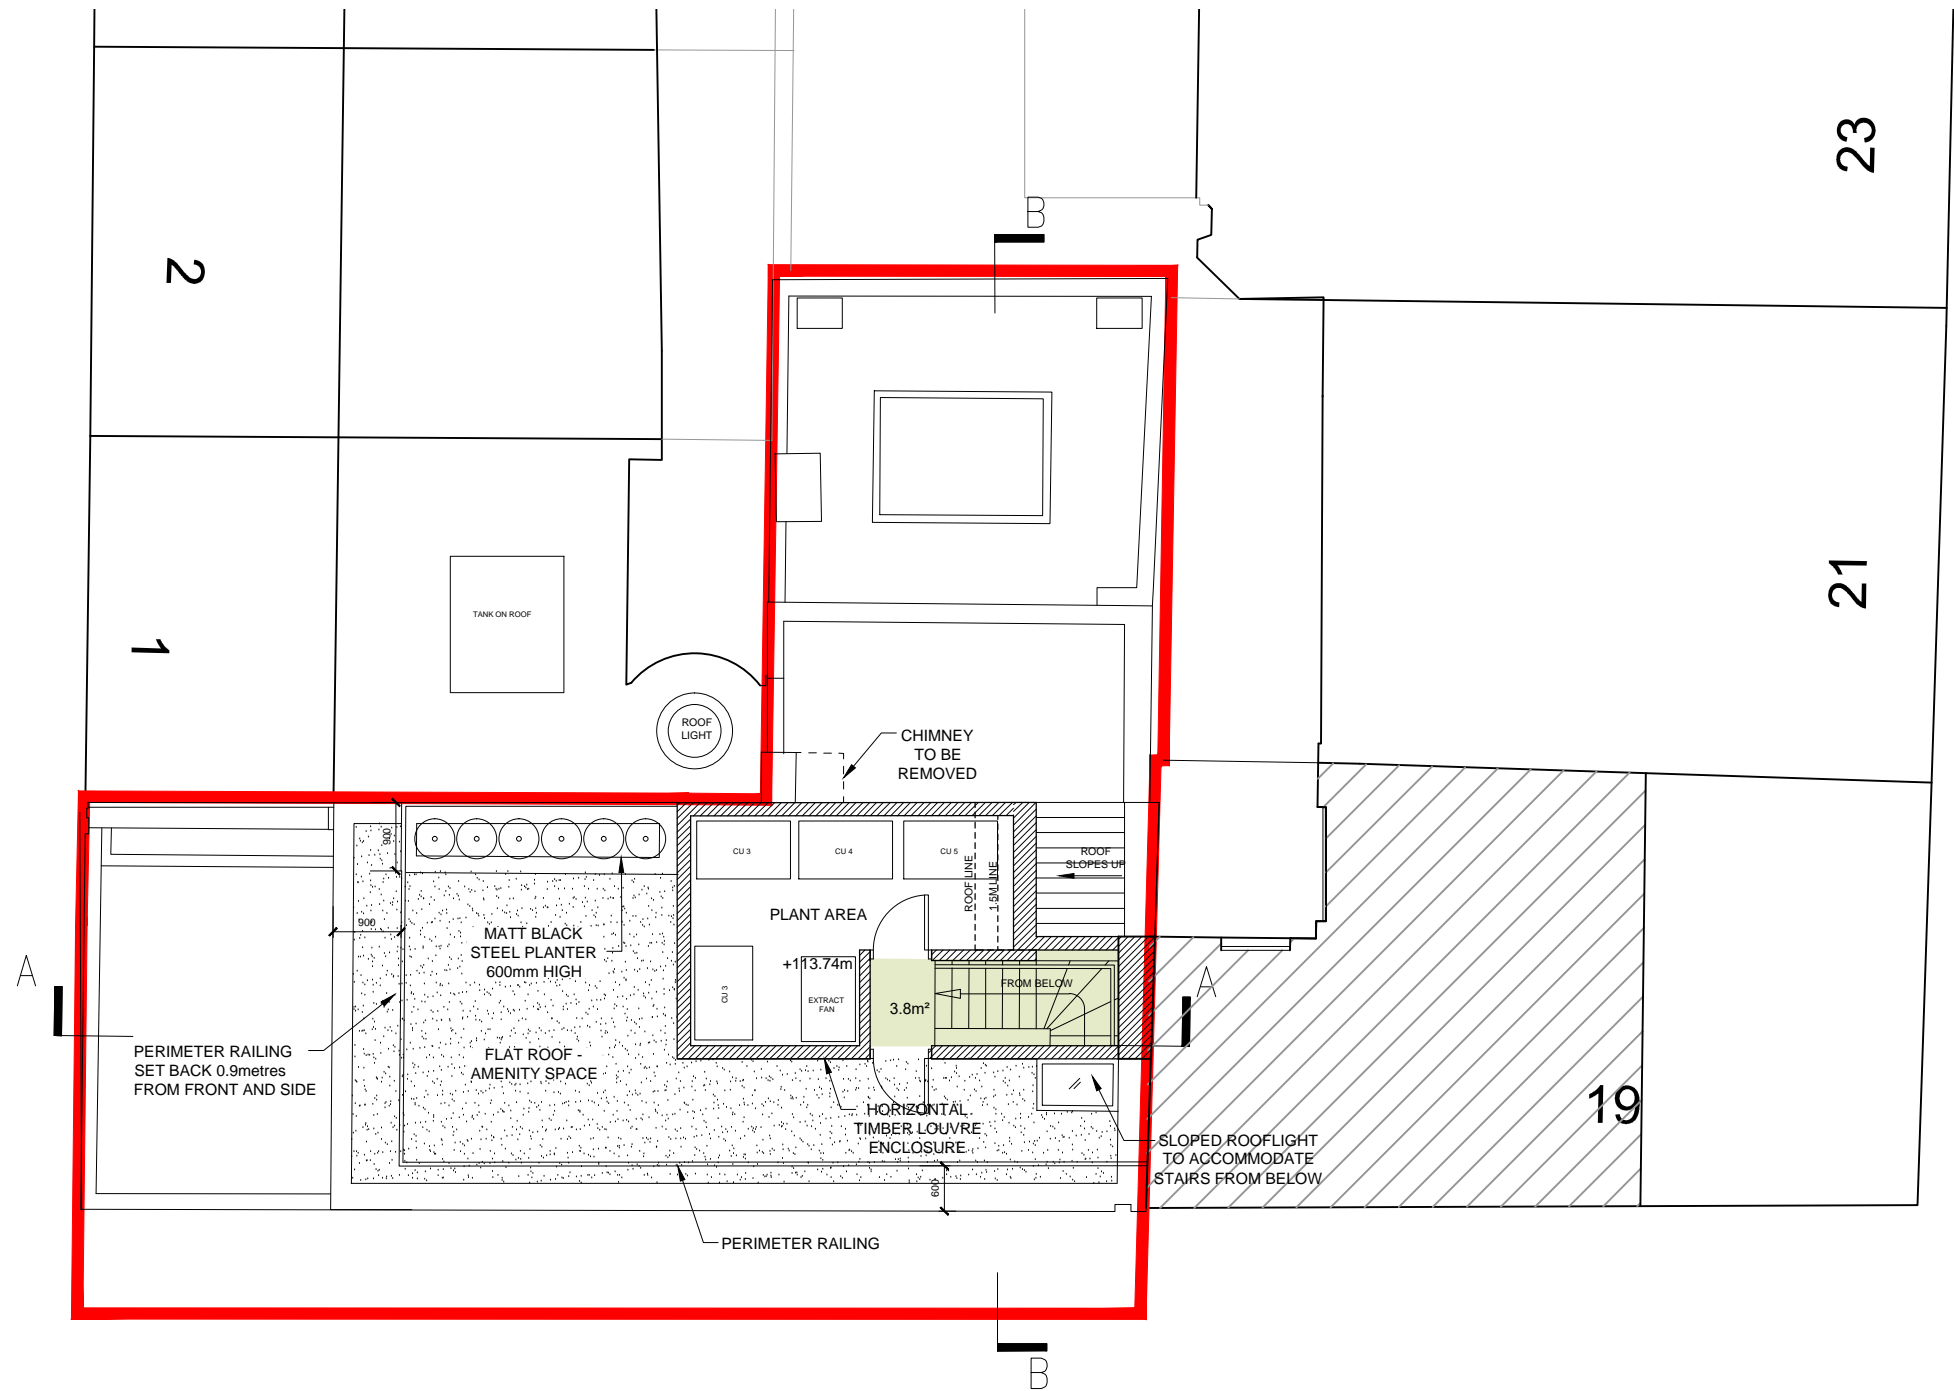 23
B
2
21
TANK ON ROOF
1
ROOF
LIGHT
CHIMNEY
TO BE
REMOVED
900
CU 3
CU 4
CU 5
ROOF
SLOPES UP
ROOF LINE
1.5M LINE
900
PLANT AREA
MATT BLACK
STEEL PLANTER
600mm HIGH
+113.74m
A
FROM BELOW
A
CU 3
EXTRACT
FAN
3.8m²
PERIMETER RAILING
SET BACK 0.9metres
FROM FRONT AND SIDE
FLAT ROOF -
AMENITY SPACE
19
HORIZONTAL
TIMBER LOUVRE
ENCLOSURE
SLOPED ROOFLIGHT
TO ACCOMMODATE
STAIRS FROM BELOW
600
PERIMETER RAILING
B